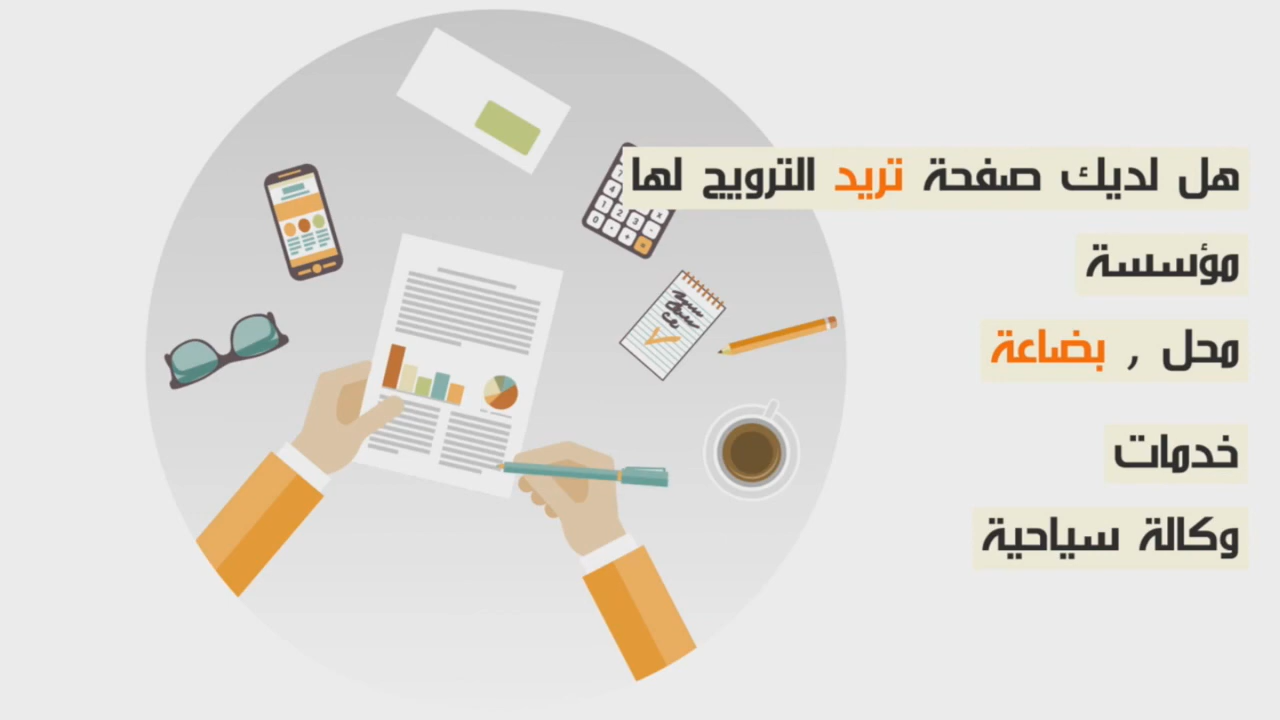 هل لديك صفحة تريد الترويج لها
مؤسسة
محل , بضاعة
خدمات
وكالة سياحية